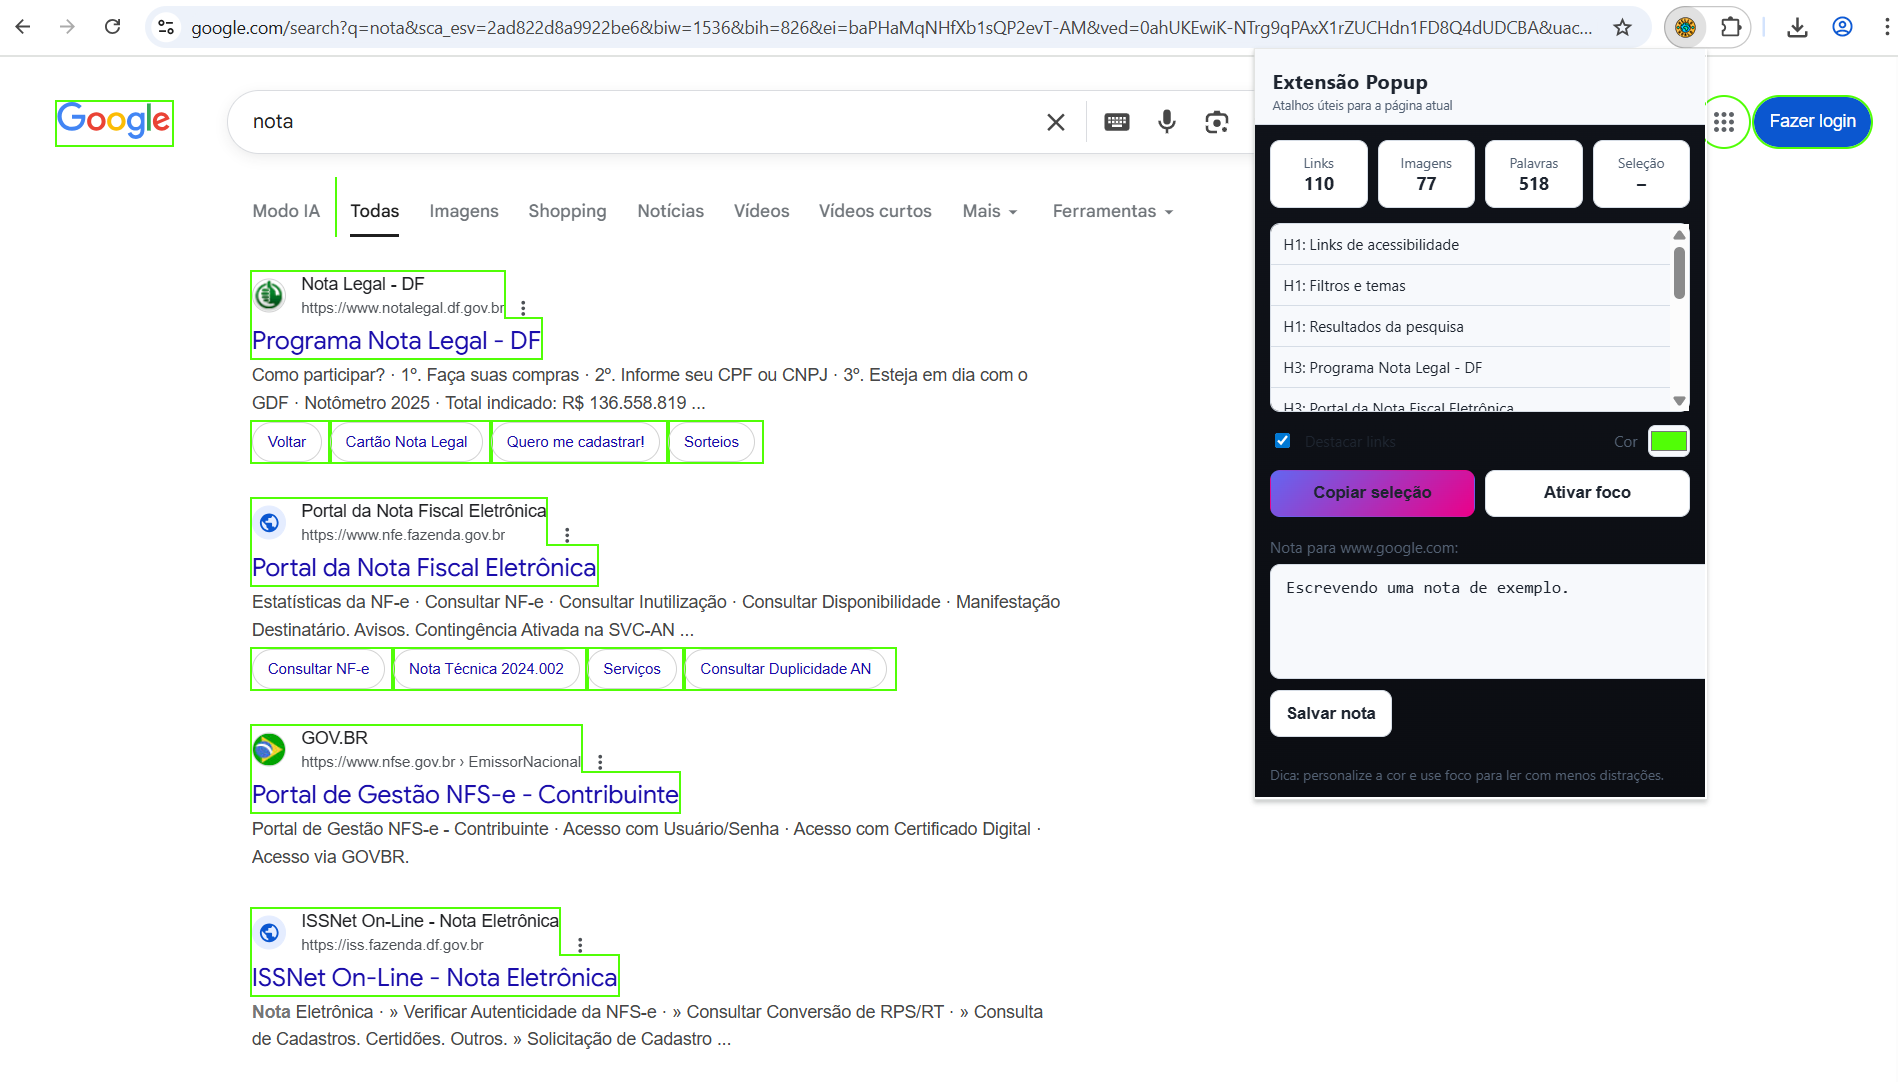 google.com/search?q=nota&sca_esv=2ad822d8a9922be6&biw=1536&bih=826&ei=baPHaMqNHfXb1sQP2evT-AM&ved=0ahUKEwiK-NTrg9qPAxX1rZUCHdn1FD8Q4dUDCBA&uac...
Google
nota
Fazer login
Modo IA
Todas
Imagens
Shopping
Notícias
Vídeos
Vídeos curtos
Mais
Ferramentas
Nota Legal - DF
https://www.notalegal.df.gov.br
Programa Nota Legal - DF
Como participar? · 1º. Faça suas compras · 2º. Informe seu CPF ou CNPJ · 3º. Esteja em dia com o
GDF · Notômetro 2025 · Total indicado: R$ 136.558.819 ...
Voltar
Cartão Nota Legal
Quero me cadastrar!
Sorteios
Portal da Nota Fiscal Eletrônica
https://www.nfe.fazenda.gov.br
Portal da Nota Fiscal Eletrônica
Estatísticas da NF-e · Consultar NF-e · Consultar Inutilização · Consultar Disponibilidade · Manifestação
Destinatário. Avisos. Contingência Ativada na SVC-AN ...
Consultar NF-e
Nota Técnica 2024.002
Serviços
Consultar Duplicidade AN
GOV.BR
https://www.nfse.gov.br › EmissorNacional
Portal de Gestão NFS-e - Contribuinte
Portal de Gestão NFS-e - Contribuinte · Acesso com Usuário/Senha · Acesso com Certificado Digital ·
Acesso via GOVBR.
ISSNet On-Line - Nota Eletrônica
https://iss.fazenda.df.gov.br
ISSNet On-Line - Nota Eletrônica
Nota Eletrônica · » Verificar Autenticidade da NFS-e · » Consultar Conversão de RPS/RT · » Consulta
de Cadastros. Certidões. Outros. » Solicitação de Cadastro ...
Extensão Popup
Atalhos úteis para a página atual
Links
110
Imagens
77
Palavras
518
Seleção
–
H1: Links de acessibilidade
H1: Filtros e temas
H1: Resultados da pesquisa
H3: Programa Nota Legal - DF
H3: Portal da Nota Fiscal Eletrônica
Destacar links
Cor
Copiar seleção
Ativar foco
Nota para www.google.com:
Escrevendo uma nota de exemplo.
Salvar nota
Dica: personalize a cor e use foco para ler com menos distrações.